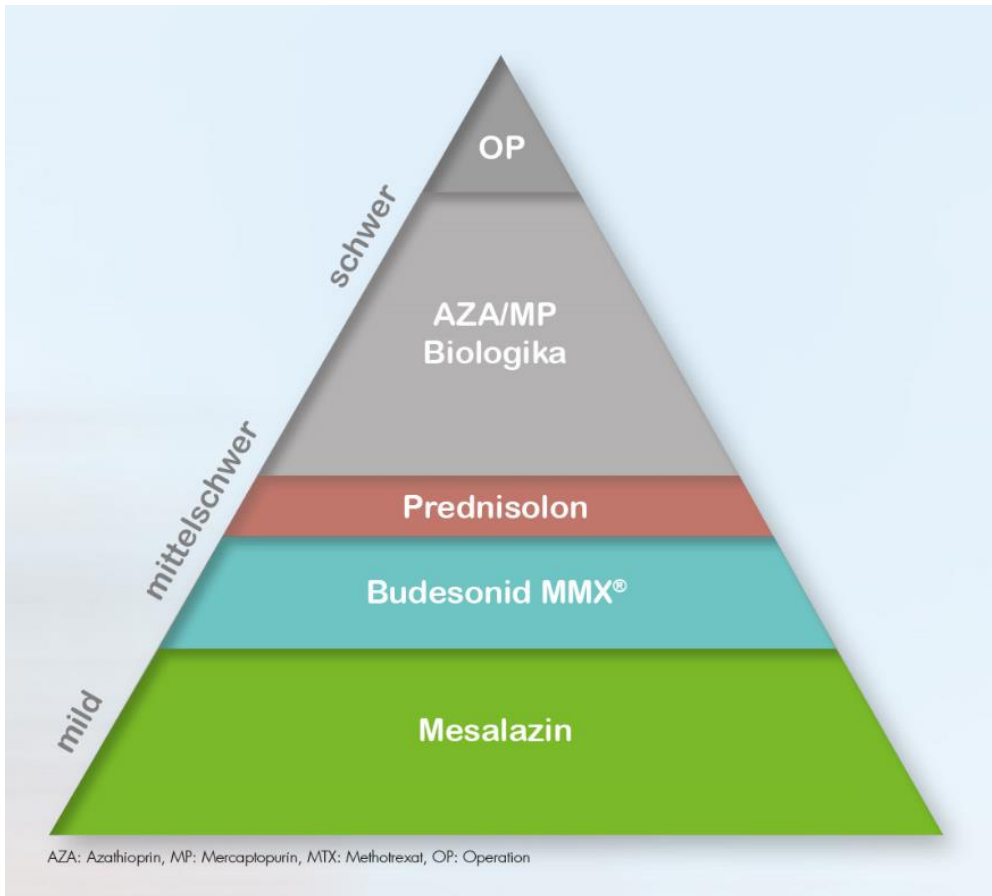 OP
schwer
AZA/MP
Biologika
mittelschwer
Prednisolon
Budesonid MMX®
mild
Mesalazin
AZA: Azathioprin, MP: Mercaptopurin, MTX: Methotrexat, OP: Operation